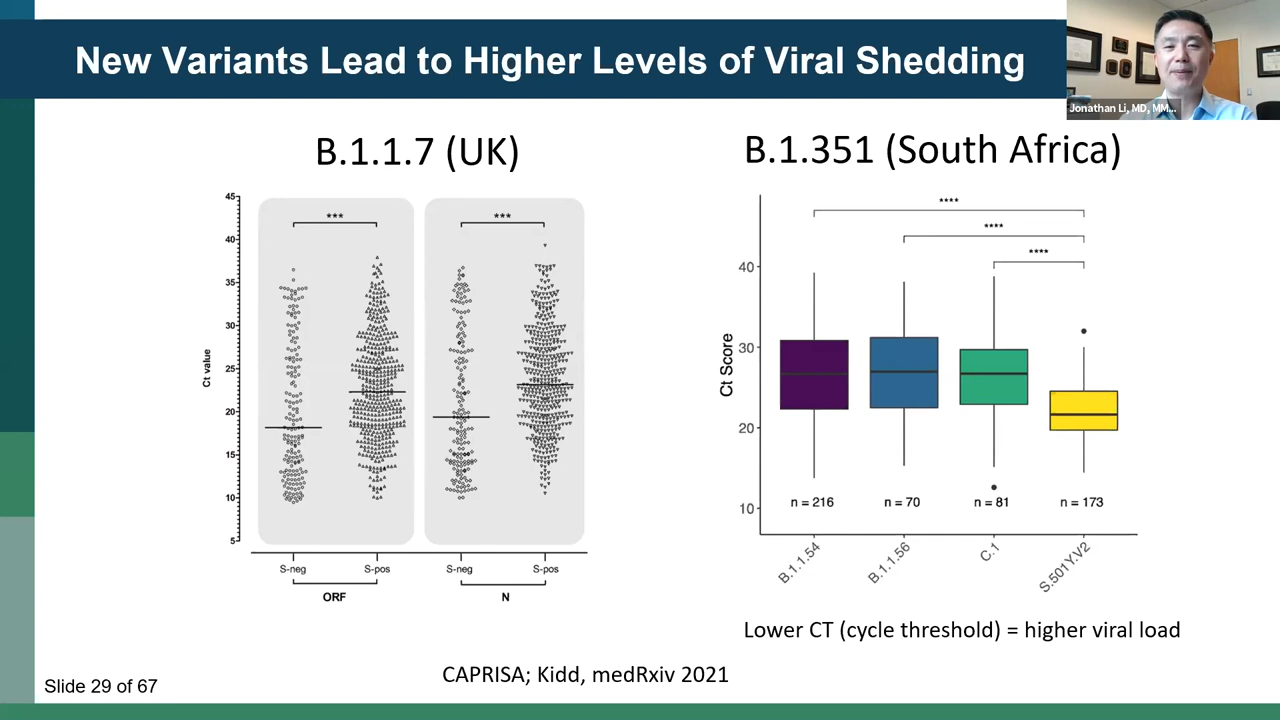 New Variants Lead to Higher Levels of Viral Shedding
Jonathan Li, MD, MM...
B.1.1.7 (UK)
B.1.351 (South Africa)
45
40
35
30
25
20
15
10
5
Ct value
***
***
S-neg
S-pos
S-neg
S-pos
ORF
N
****
****
****
40
30
20
10
Ct Score
n = 216
n = 70
n = 81
n = 173
B.1.1.54
B.1.1.56
C.1
S.501Y.V2
Lower CT (cycle threshold) = higher viral load
CAPRISA; Kidd, medRxiv 2021
Slide 29 of 67